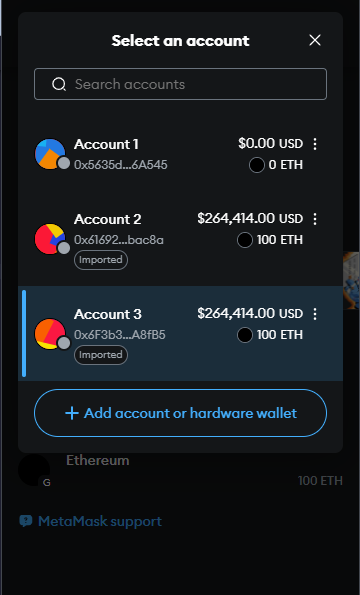 Select an account
Search accounts
Account 1
$0.00 USD
0x5635d...6A545
0 ETH
Account 2
$264,414.00 USD
0x61692...bac8a
100 ETH
Imported
Account 3
$264,414.00 USD
0x6F3b3...A8fB5
100 ETH
Imported
+ Add account or hardware wallet
Ethereum
G
100 ETH
MetaMask support